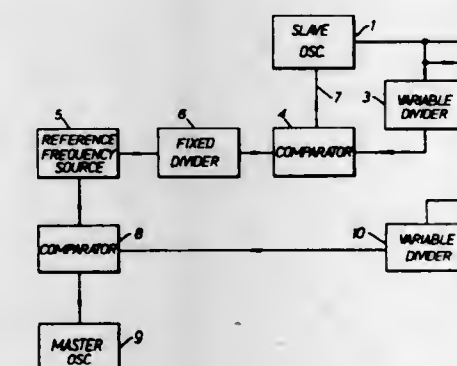 1
SLAVE
OSC.
5
6
7
4
3
VARIABLE
DIVIDER
REFERENCE
FREQUENCY
SOURCE
FIXED
DIVIDER
COMPARATOR
8
COMPARATOR
10
VARIABLE
DIVIDER
9
MASTER
OSC